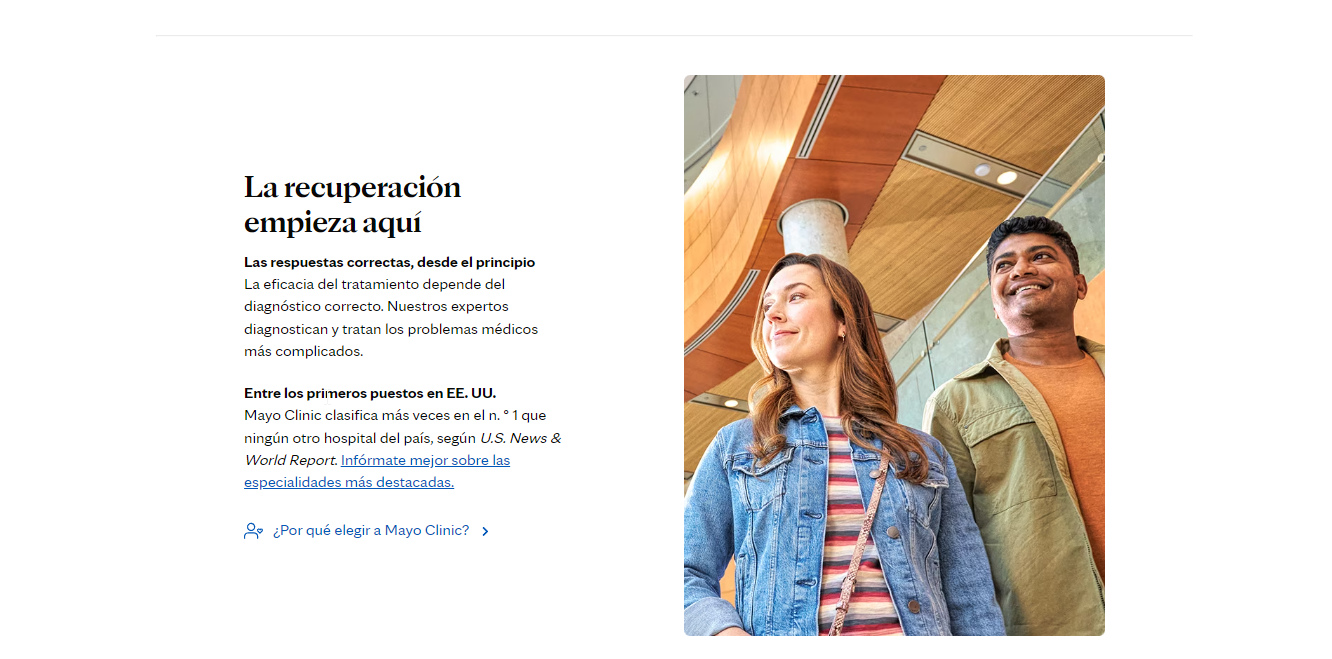 La recuperación
empieza aquí
Las respuestas correctas, desde el principio
La eficacia del tratamiento depende del
diagnóstico correcto. Nuestros expertos
diagnostican y tratan los problemas médicos
más complicados.
Entre los primeros puestos en EE. UU.
Mayo Clinic clasifica más veces en el n. ° 1 que
ningún otro hospital del país, según U.S. News &
World Report. Infórmate mejor sobre las
especialidades más destacadas.
¿Por qué elegir a Mayo Clinic?